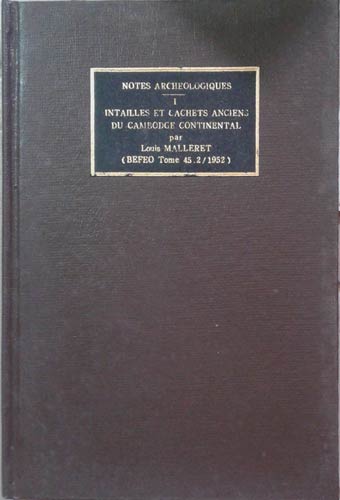 NOTES ARCHEOLOGIQUES
I
INTAILLES ET CACHETS ANCIENS
DU CAMBODGE CONTINENTAL
par
Louis MALLERET
( BEFEO Tome 45.2/1952 )